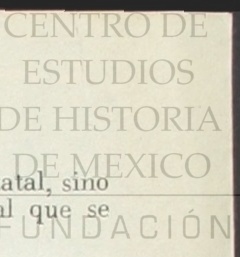 CENTRO DE
ESTUDIOS
DE HISTORIA
DE MEXICO
atal, sino
al que se
FUNDACIÓN